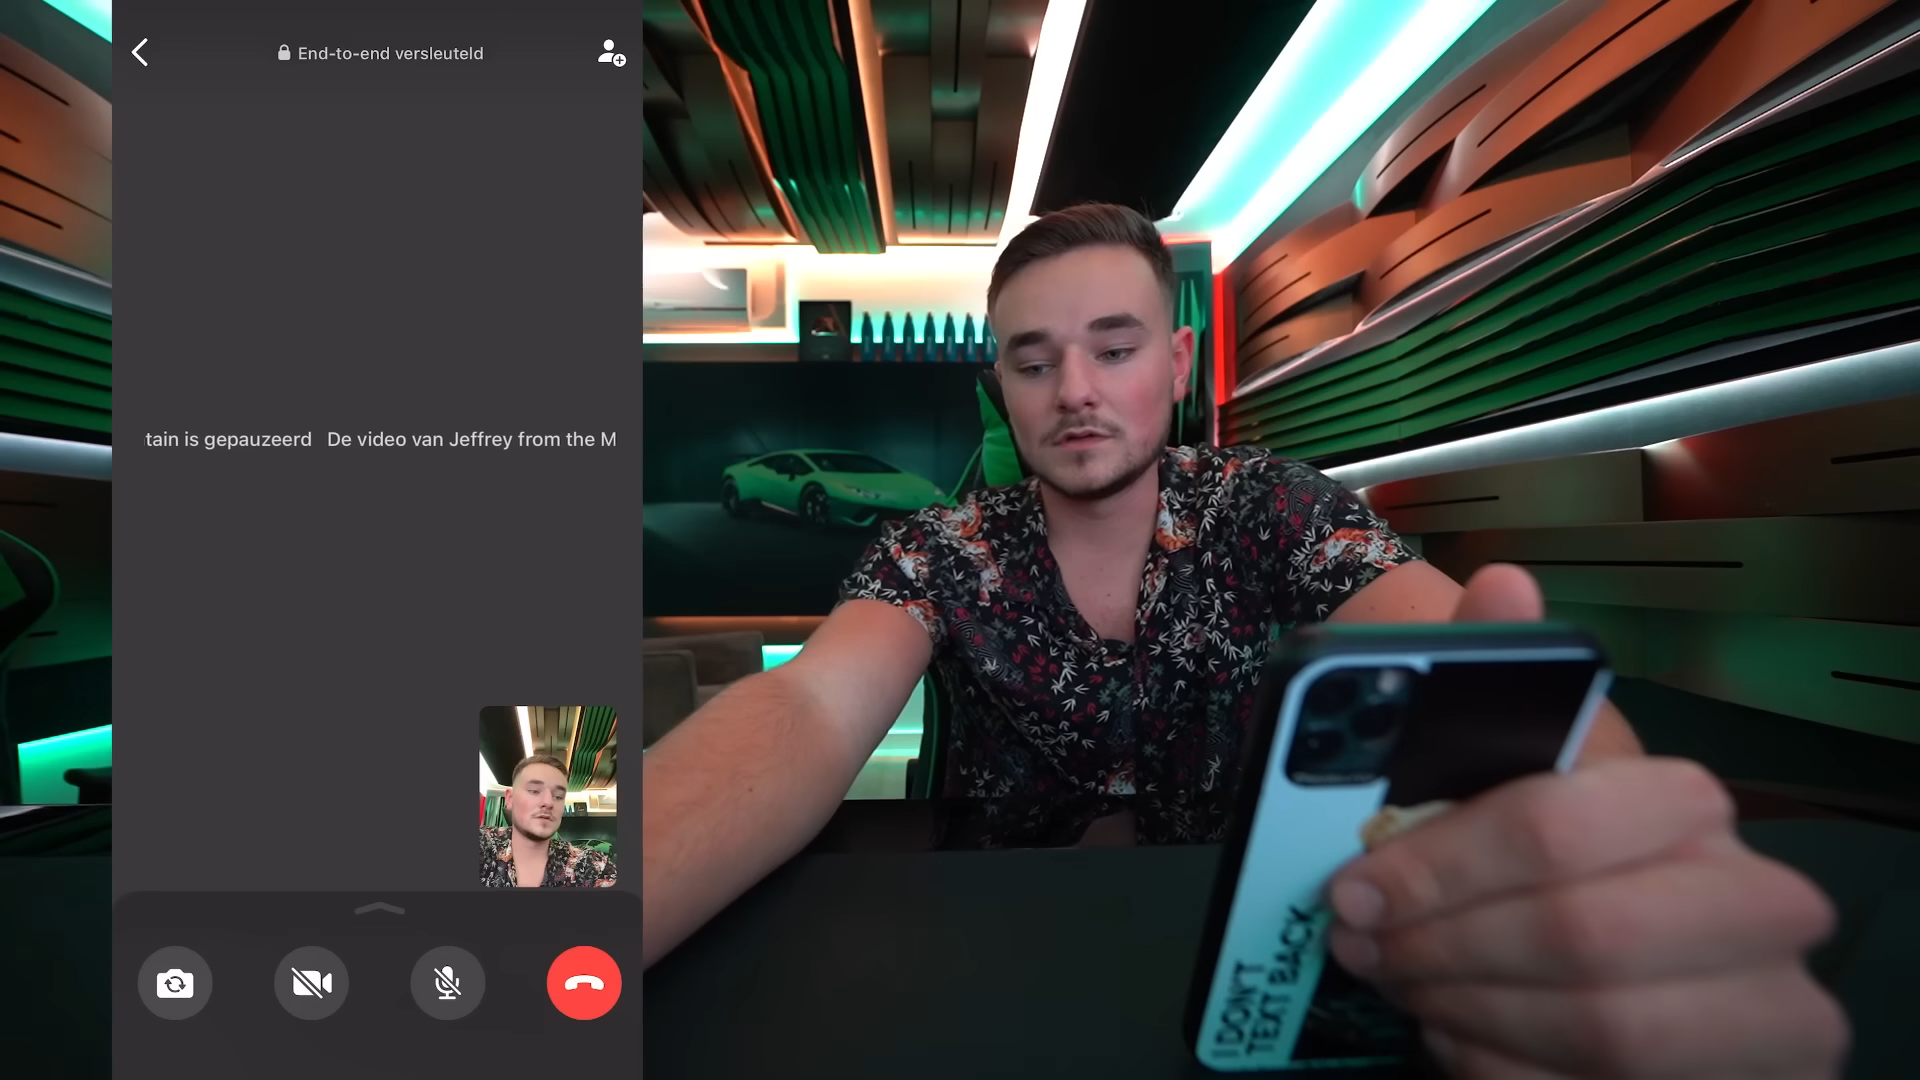 End-to-end versleuteld
tain is gepauzeerd De video van Jeffrey from the M
I DON'T
TEXT BACK